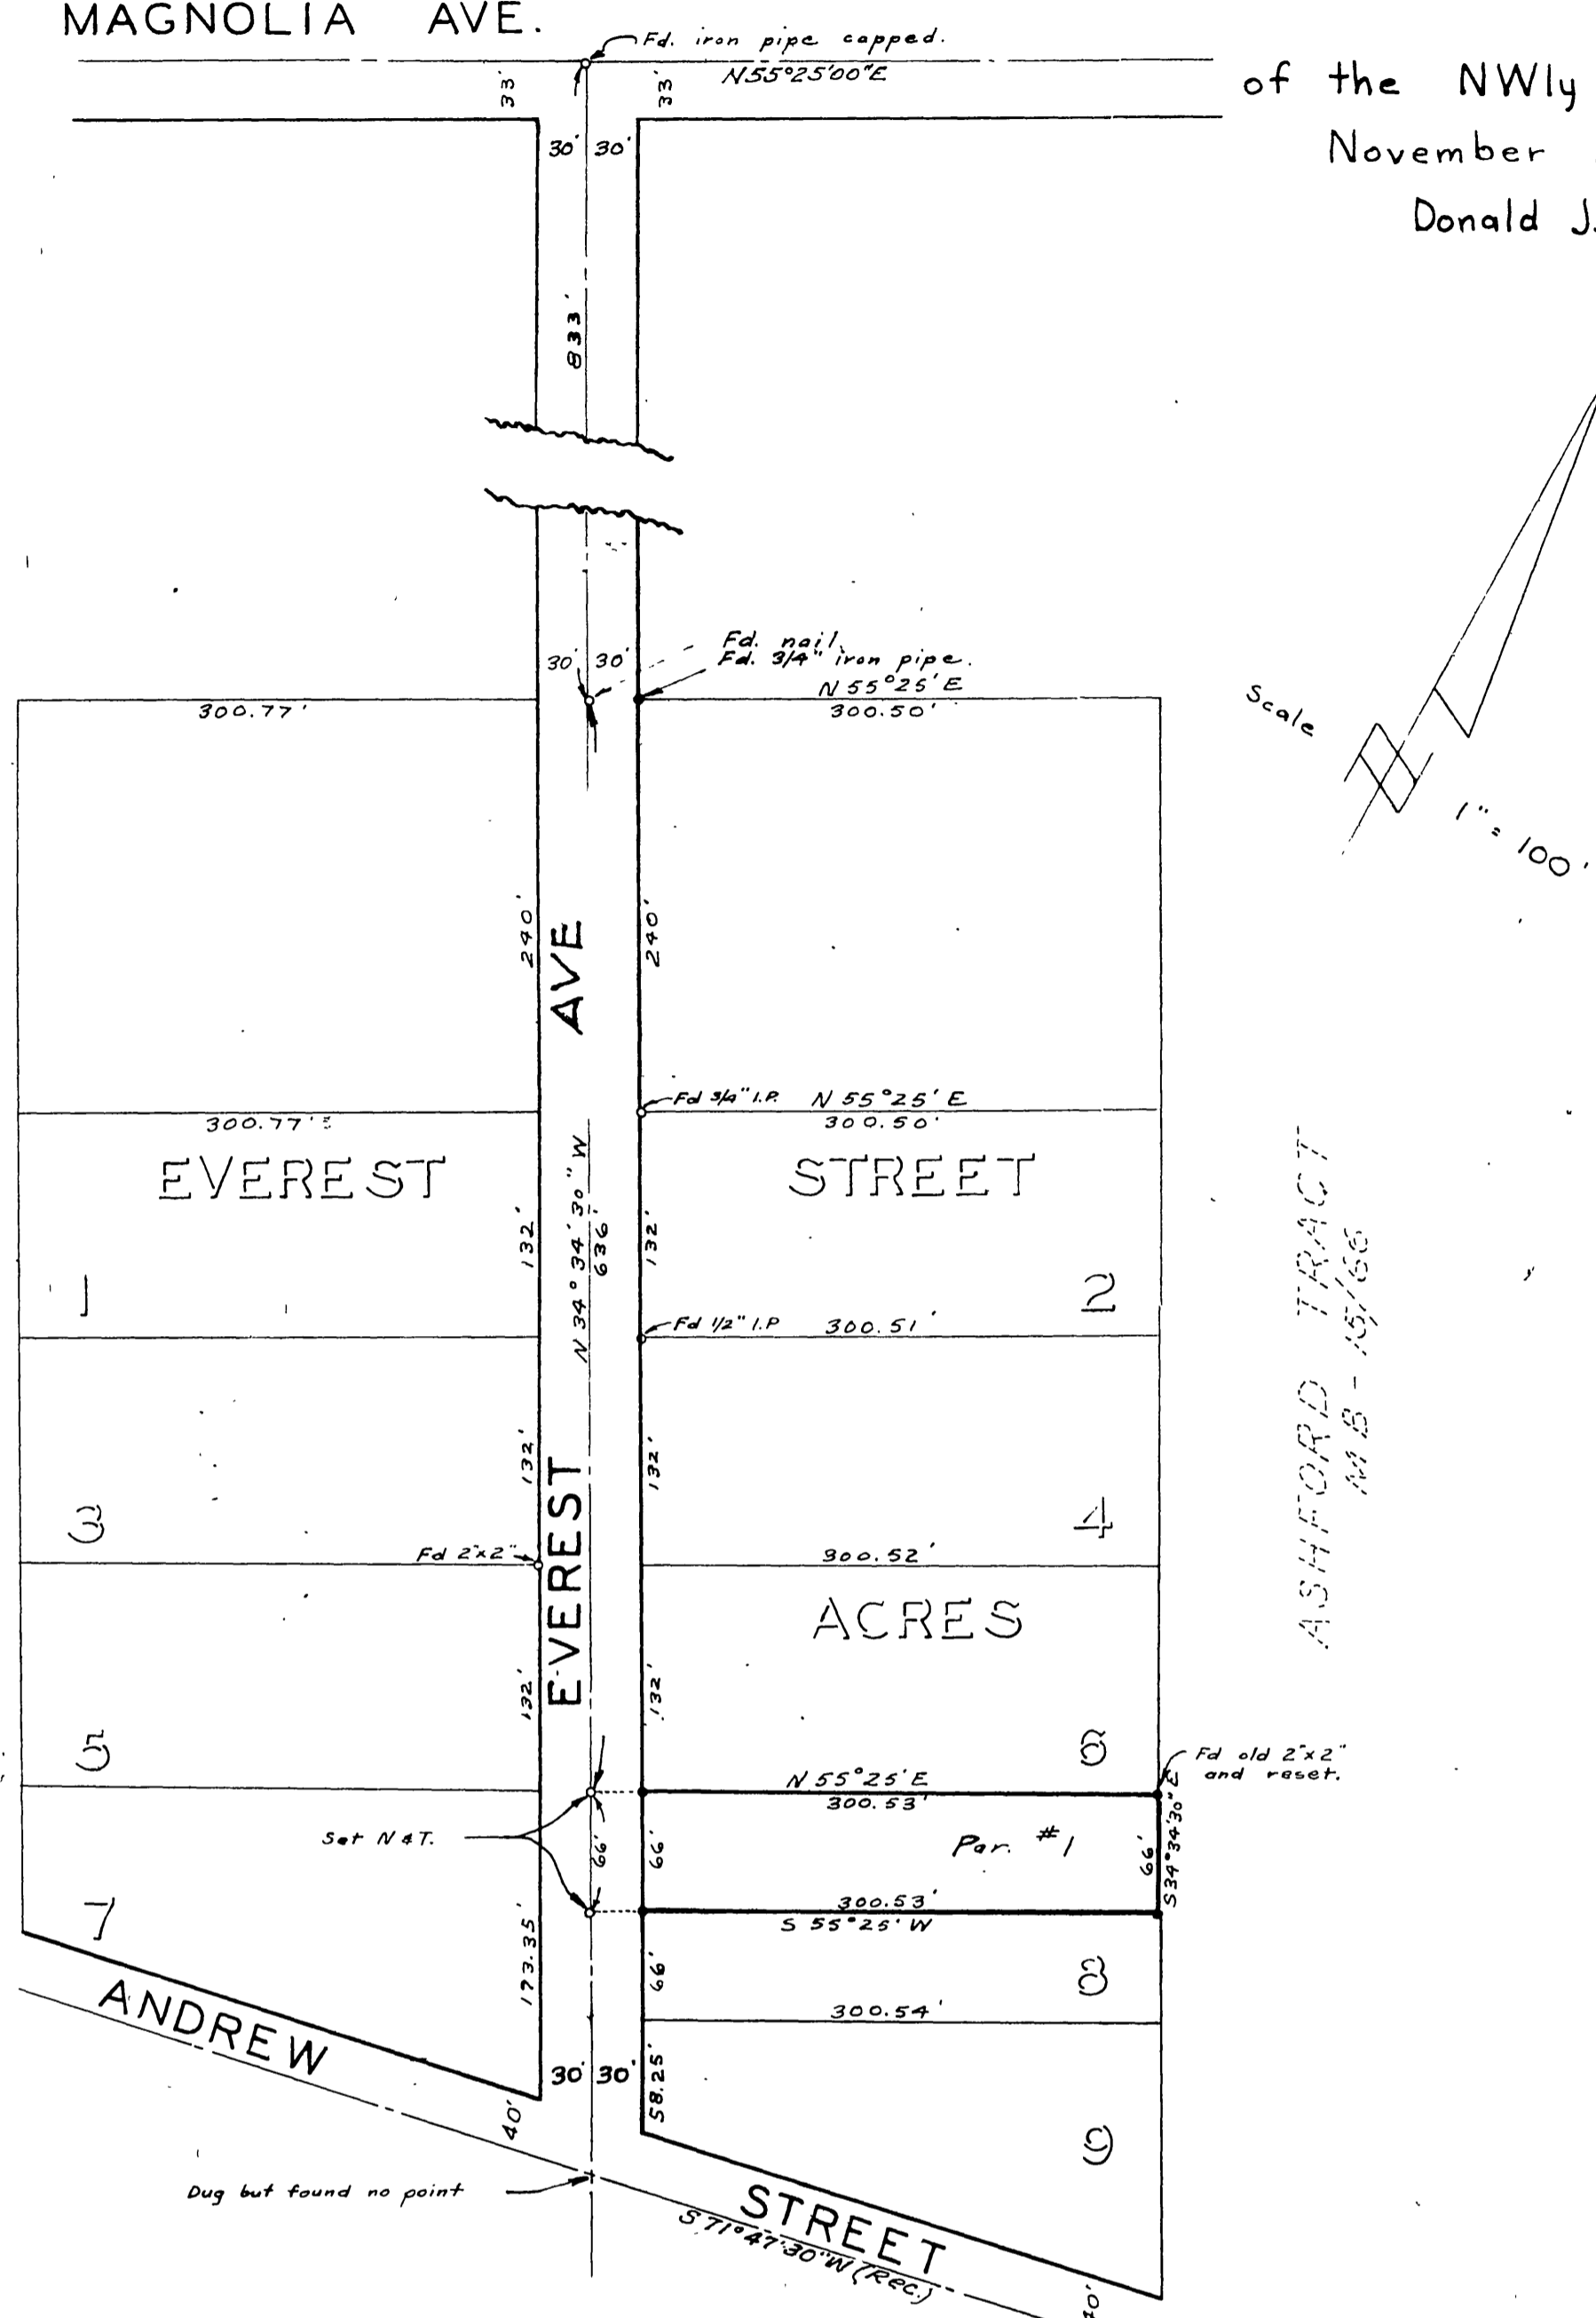 MAGNOLIA AVE.
Fd. iron pipe capped.
N55°25'00"E
33'
33'
of the NWly
November
Donald J.
30' 30'
833'
Fd. nail.
Fd. 3/4" iron pipe.
30' 30'
N 55°25' E
300.77'
300.50'
Scale
1" = 100'
240'
AVE
240'
Fd 3/4" I.P.
N 55°25' E
300.77'
300.50'
EVEREST
STREET
132'
N 34° 34' 30" W
636'
132'
1
2
Fd 1/2" I.P
300.51'
ASHFORD TRACT
MB - 15/66
132'
EVEREST
132'
3
4
Fd 2"x2"
300.52'
ACRES
132'
132'
5
6
Fd old 2"x2"
and reset.
N 55°25' E
300.53'
Set N & T.
66'
66'
Par. #1
66'
S 34°34'30" E
300.53'
S 55°25' W
7
173.35'
66'
8
ANDREW
300.54'
30' 30'
58.25'
40'
9
Dug but found no point
STREET
S 71°47'30"W (Rec.)
40'